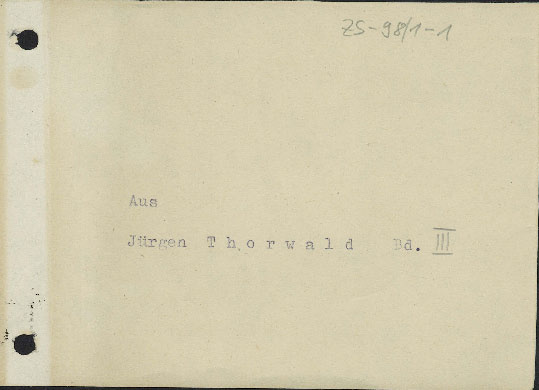 ZS-98/1-1
Aus
Jürgen Thorwald Bd. III